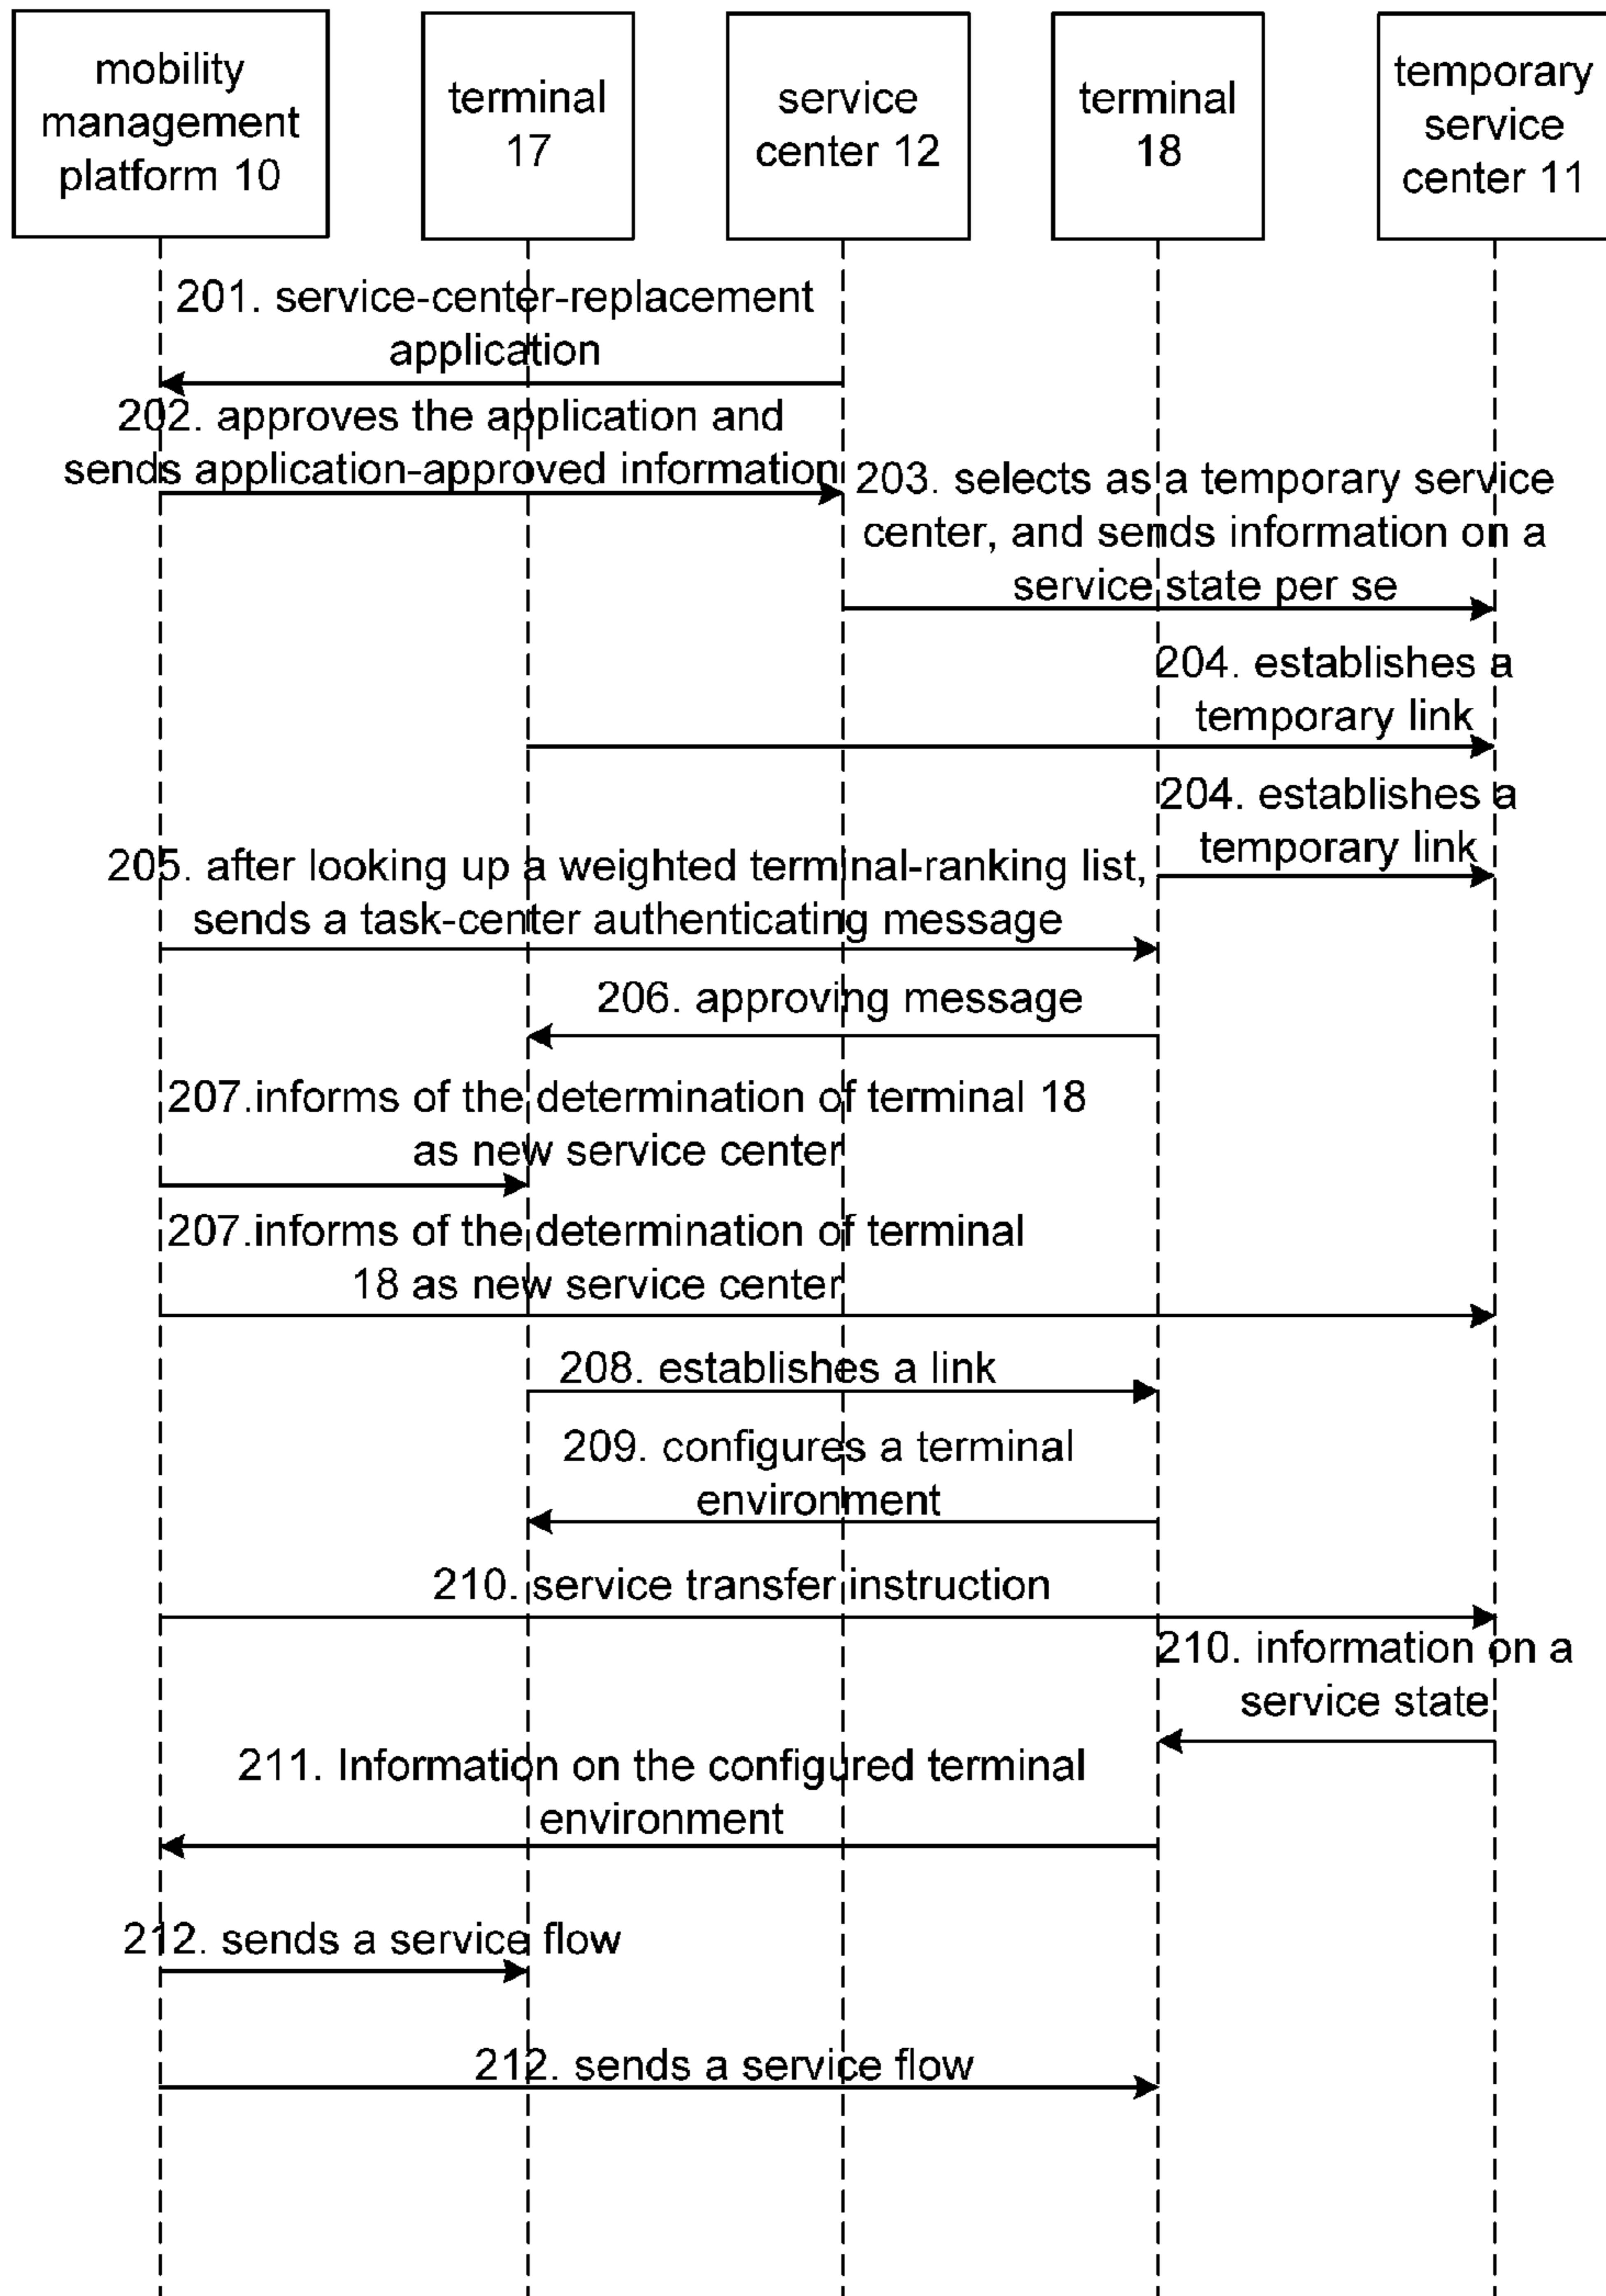 mobility
management
platform 10
terminal
17
service
center 12
terminal
18
temporary
service
center 11
201. service-center-replacement
application
202. approves the application and
sends application-approved information
203. selects as a temporary service
center, and sends information on a
service state per se
204. establishes a
temporary link
204. establishes a
temporary link
205. after looking up a weighted terminal-ranking list,
sends a task-center authenticating message
206. approving message
207.informs of the determination of terminal 18
as new service center
207.informs of the determination of terminal
18 as new service center
208. establishes a link
209. configures a terminal
environment
210. service transfer instruction
210. information on a
service state
211. Information on the configured terminal
environment
212. sends a service flow
212. sends a service flow